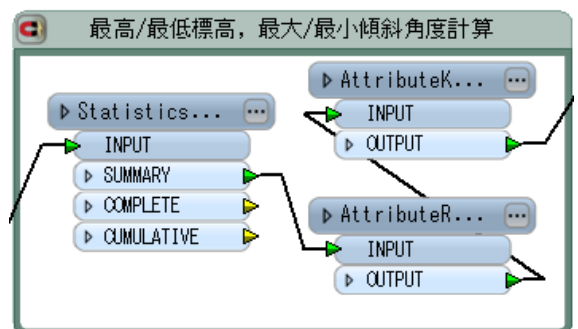 最高/最低標高, 最大/最小傾斜角度計算
Statistics...
INPUT
SUMMARY
COMPLETE
CUMULATIVE
AttributeK...
INPUT
OUTPUT
AttributeR...
INPUT
OUTPUT